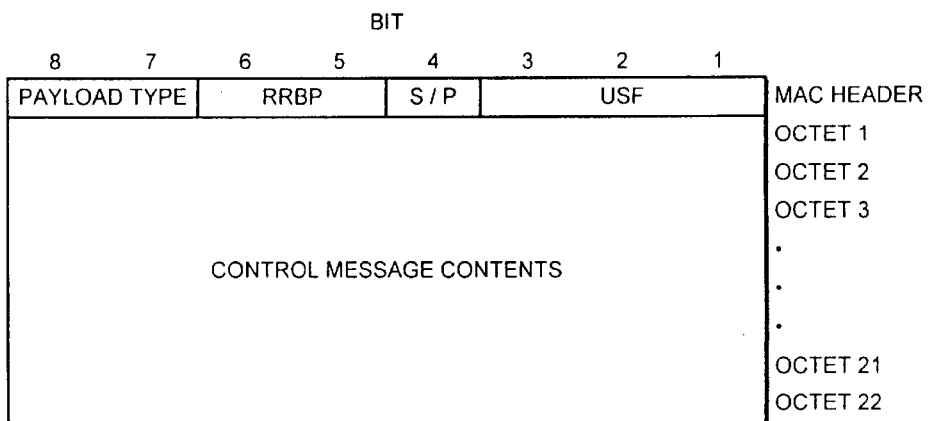 BIT
8 7 6 5 4 3 2 1
PAYLOAD TYPE RRBP S / P USF MAC HEADER
OCTET 1
OCTET 2
OCTET 3
CONTROL MESSAGE CONTENTS
OCTET 21
OCTET 22